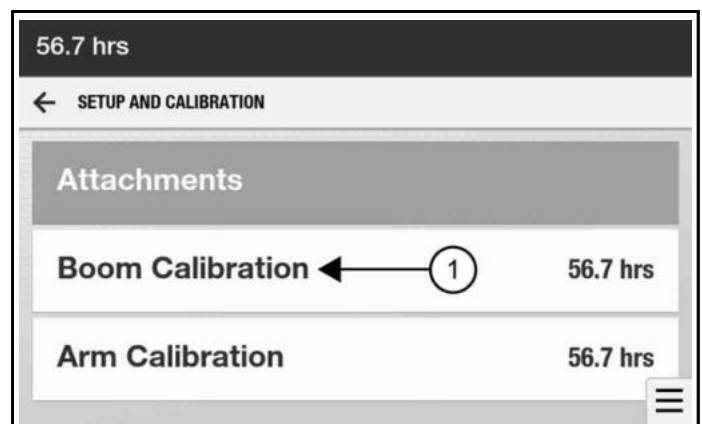 56.7 hrs
← SETUP AND CALIBRATION
Attachments
Boom Calibration 1 56.7 hrs
Arm Calibration 56.7 hrs